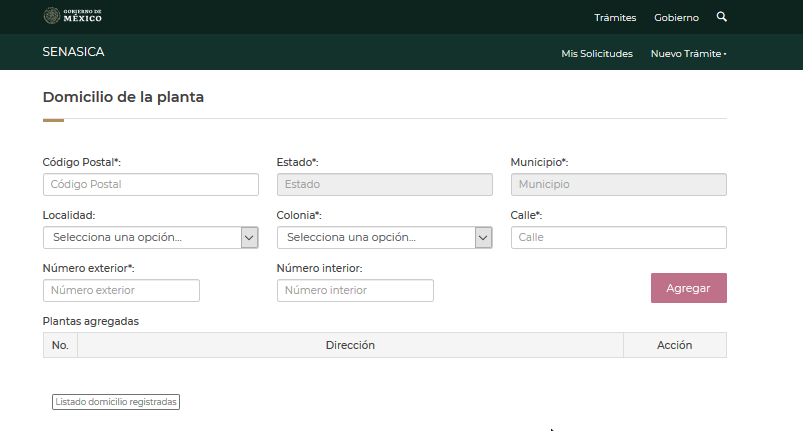 GOBIERNO DE
MÉXICO
Trámites Gobierno
SENASICA
Mis Solicitudes Nuevo Trámite
Domicilio de la planta
Código Postal*: Estado*: Municipio*:
Código Postal Estado Municipio
Localidad: Colonia*: Calle*:
Selecciona una opción... Selecciona una opción... Calle
Número exterior*: Número interior:
Número exterior Número interior Agregar
Plantas agregadas
No. Dirección Acción
Listado domicilio registradas